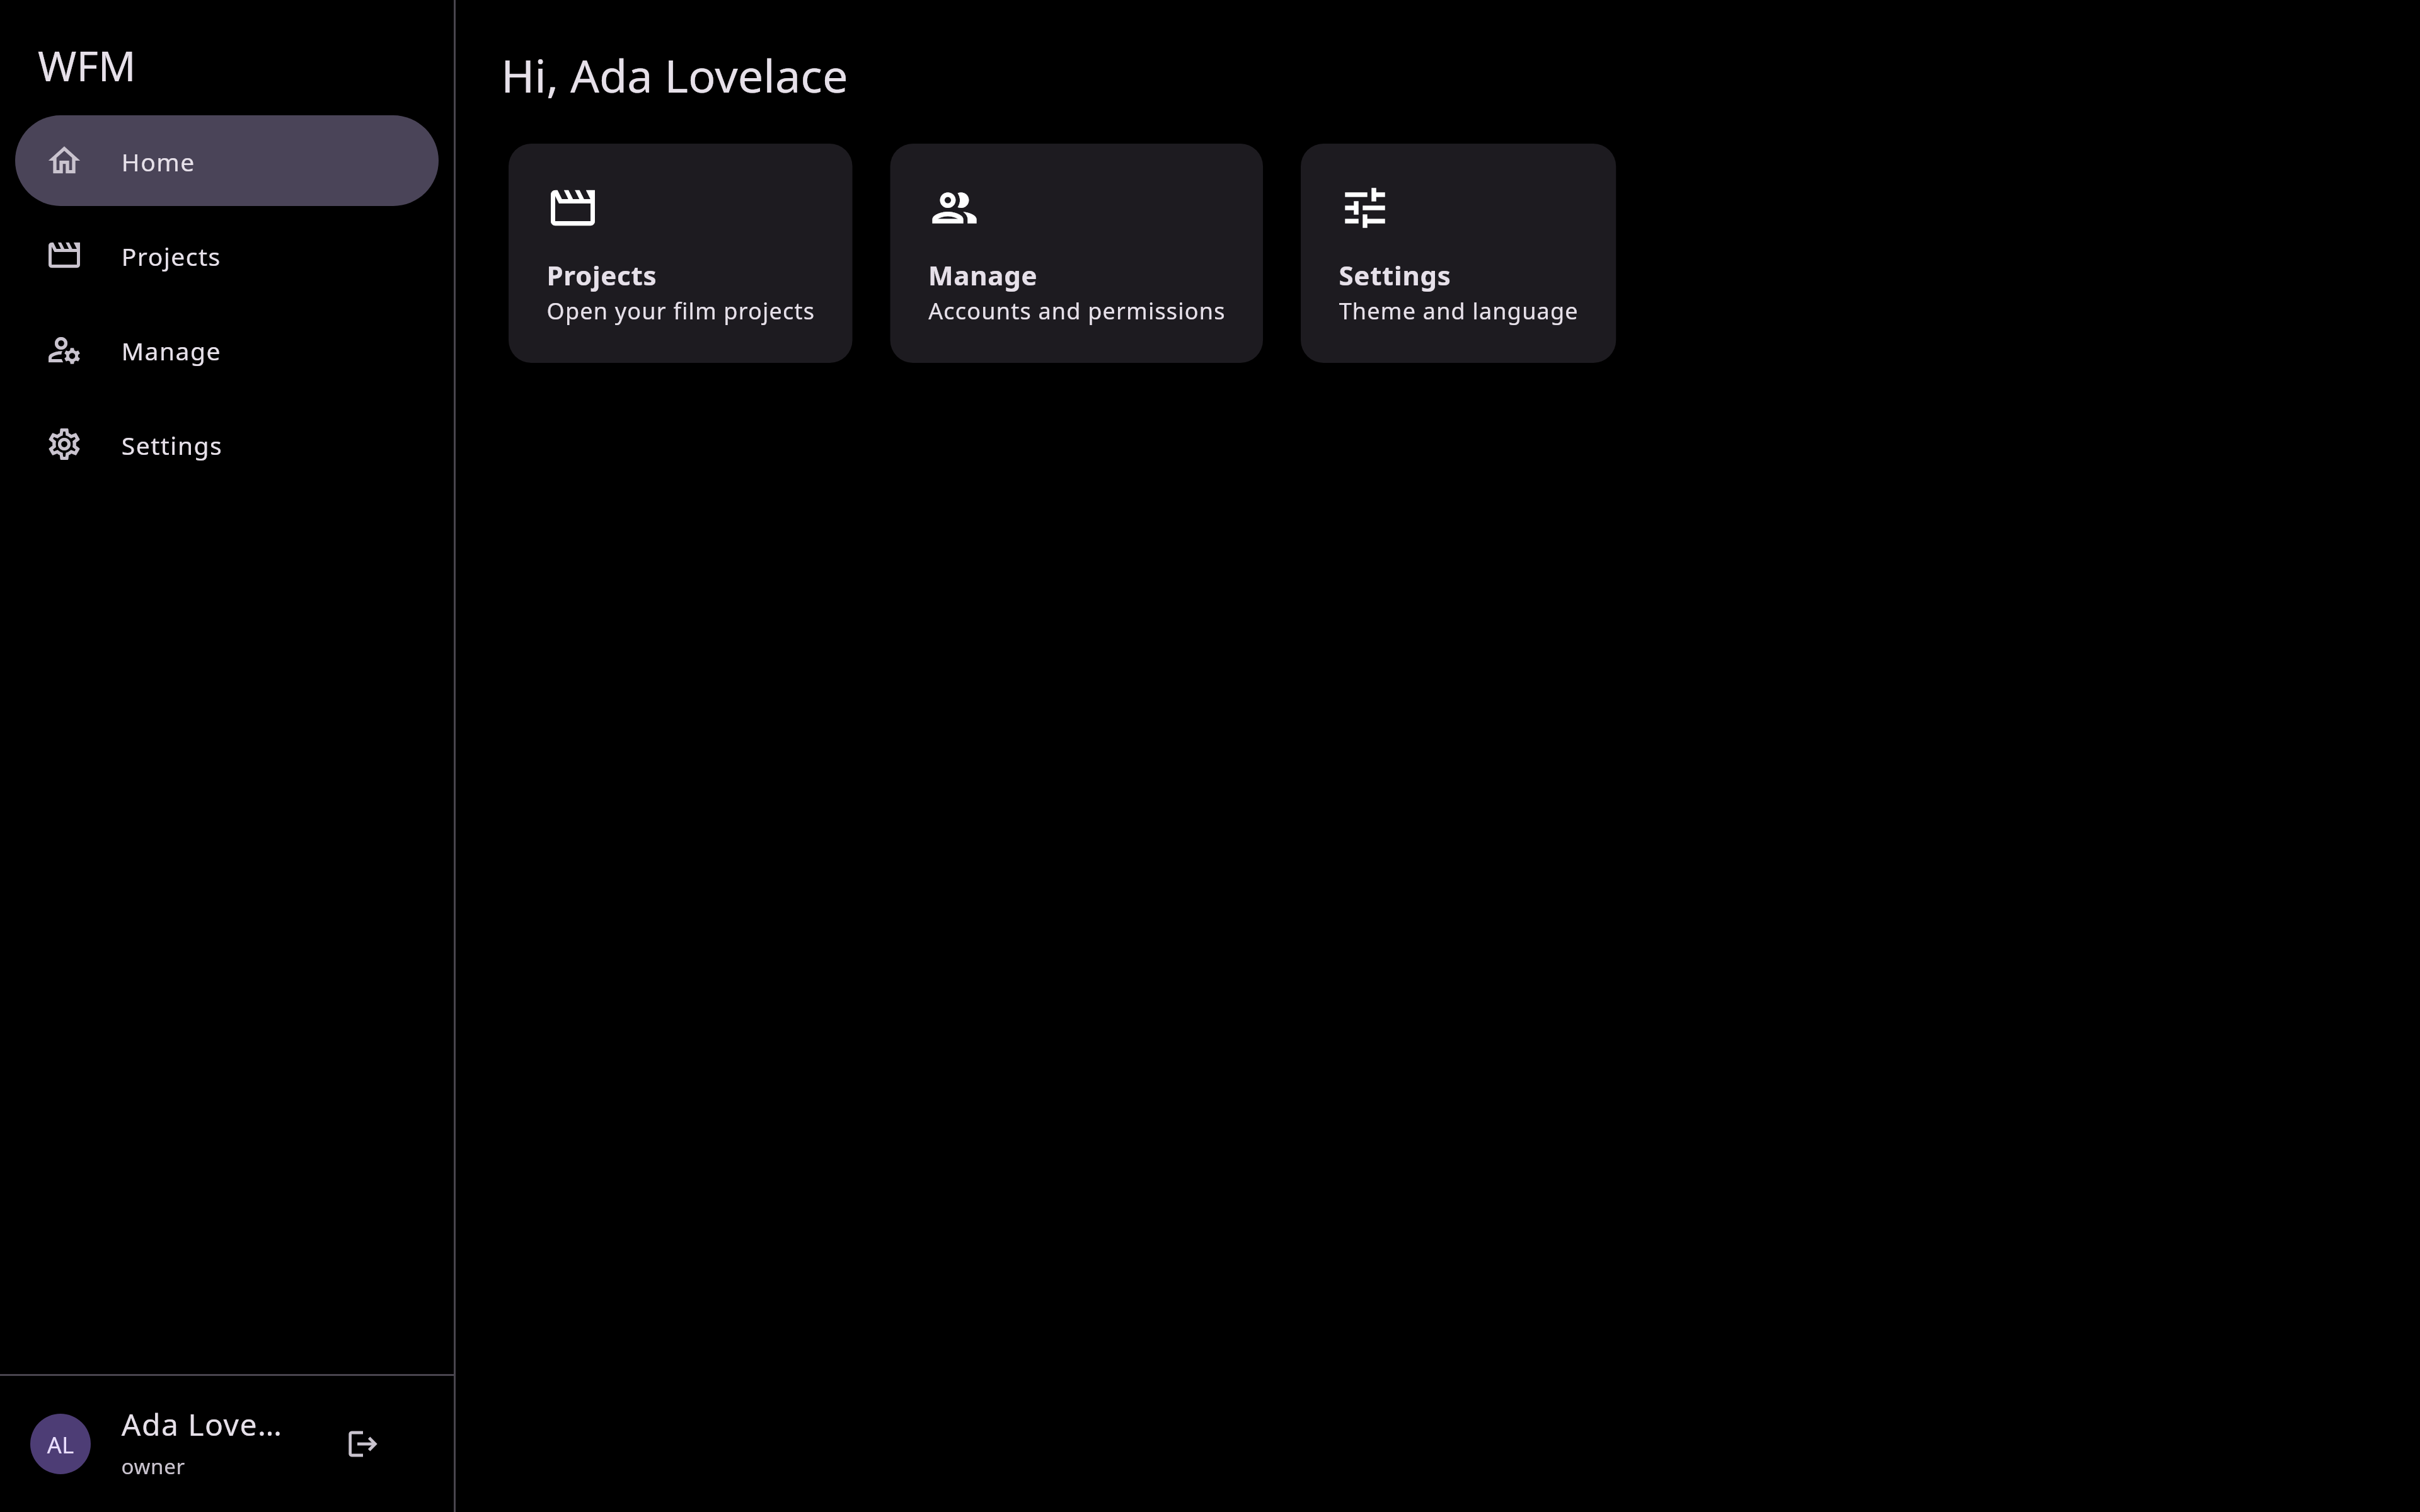 WFM
Home
Projects
Manage
Settings
Ada Love...
owner
AL
Hi, Ada Lovelace
Projects
Open your film projects
Manage
Accounts and permissions
Settings
Theme and language